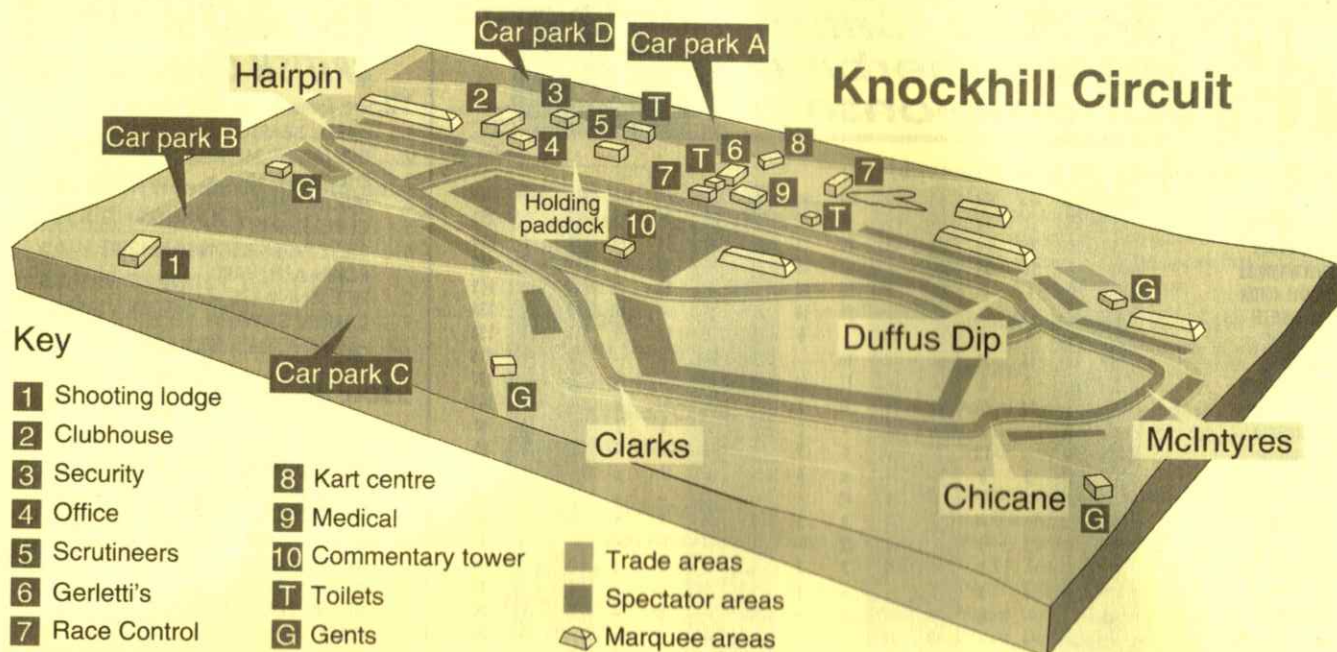 Knockhill Circuit
Car park D
Car park A
Hairpin
Car park B
2
3
T
5
4
T
6
8
7
9
7
T
G
Holding
paddock
10
1
G
Duffus Dip
Car park C
G
Clarks
McIntyres
Chicane
G
Key
1 Shooting lodge
2 Clubhouse
3 Security
4 Office
5 Scrutineers
6 Gerletti's
7 Race Control
8 Kart centre
9 Medical
10 Commentary tower
T Toilets
G Gents
Trade areas
Spectator areas
Marquee areas